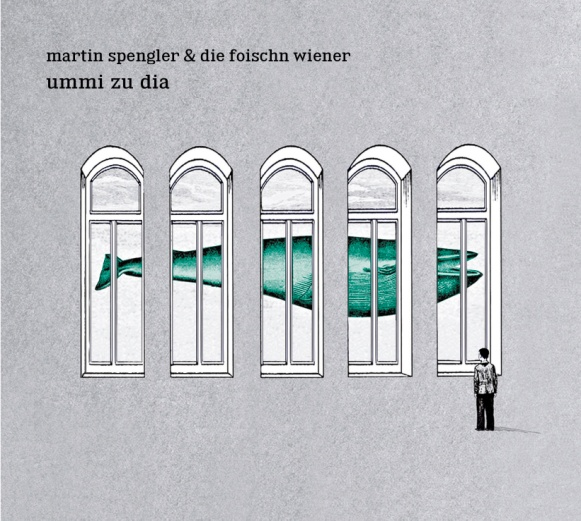 martin spengler & die foischn wiener
ummi zu dia